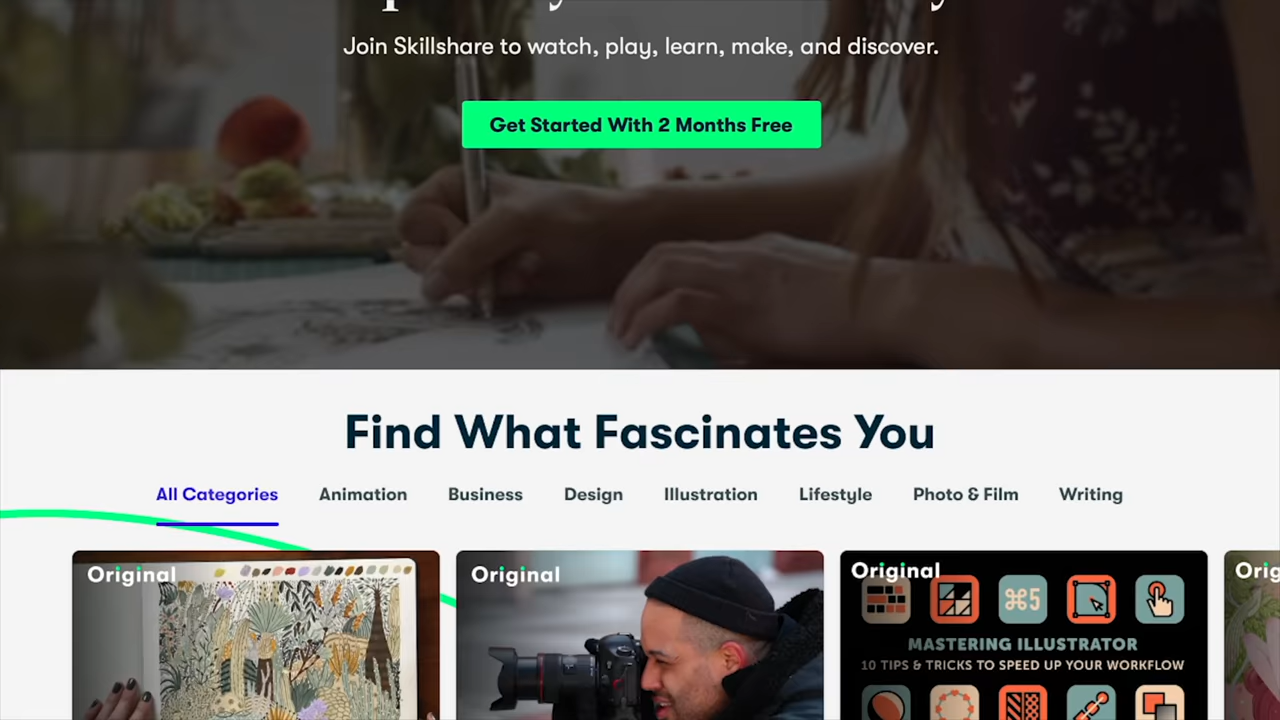 Join Skillshare to watch, play, learn, make, and discover.
Get Started With 2 Months Free
Find What Fascinates You
All Categories Animation Business Design Illustration Lifestyle Photo & Film Writing
Original Original Original
⌘5
MASTERING ILLUSTRATOR
10 TIPS & TRICKS TO SPEED UP YOUR WORKFLOW